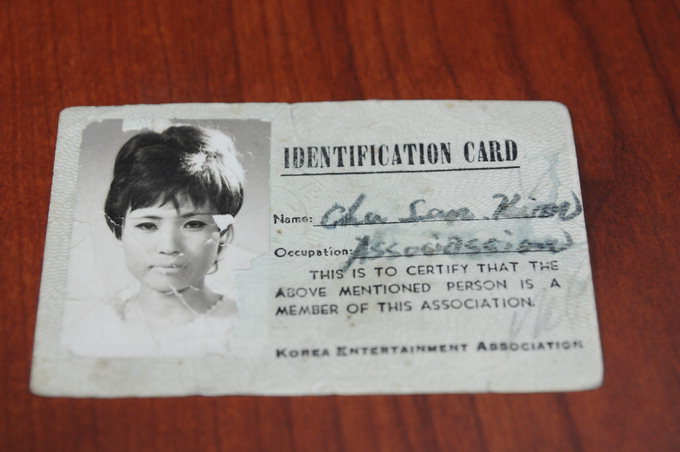 IDENTIFICATION CARD
Name: Cha San Kim
Occupation:
THIS IS TO CERTIFY THAT THE
ABOVE MENTIONED PERSON IS A
MEMBER OF THIS ASSOCIATION.
KOREA ENTERTAINMENT ASSOCIATION